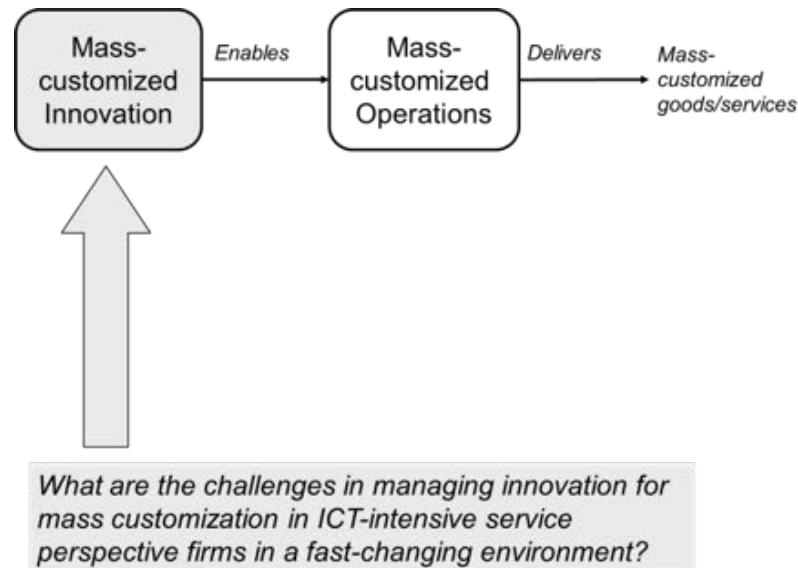 Mass-
customized
Innovation
Enables
Mass-
customized
Operations
Delivers
Mass-
customized
goods/services
What are the challenges in managing innovation for
mass customization in ICT-intensive service
perspective firms in a fast-changing environment?